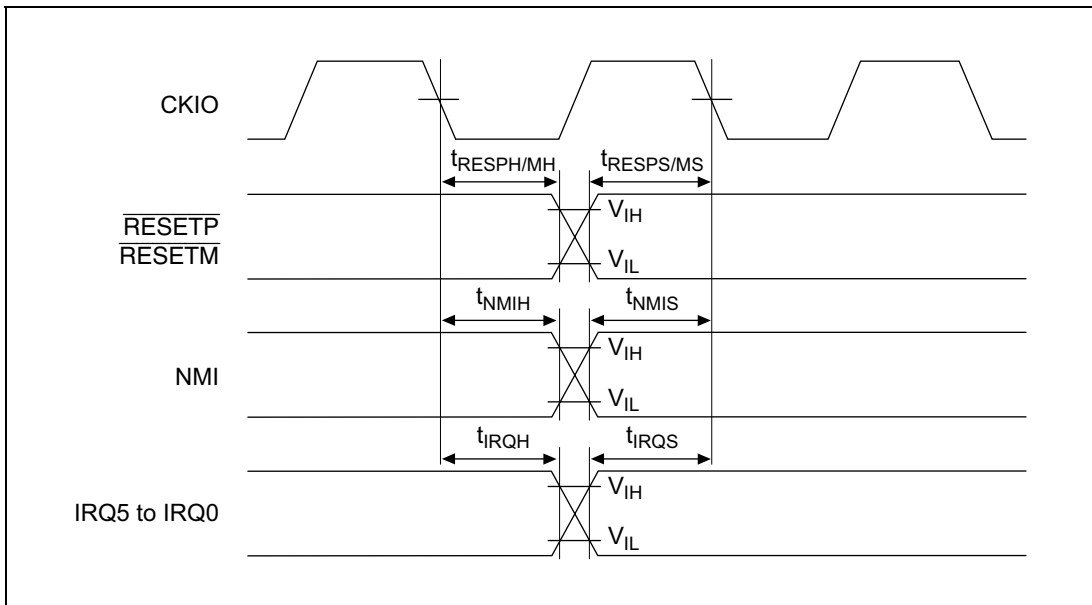 CKIO
tRESPH/MH tRESPS/MS
RESETP
RESETM
VIH
VIL
tNMIH tNMIS
NMI
VIH
VIL
tIRQH tIRQS
IRQ5 to IRQ0
VIH
VIL